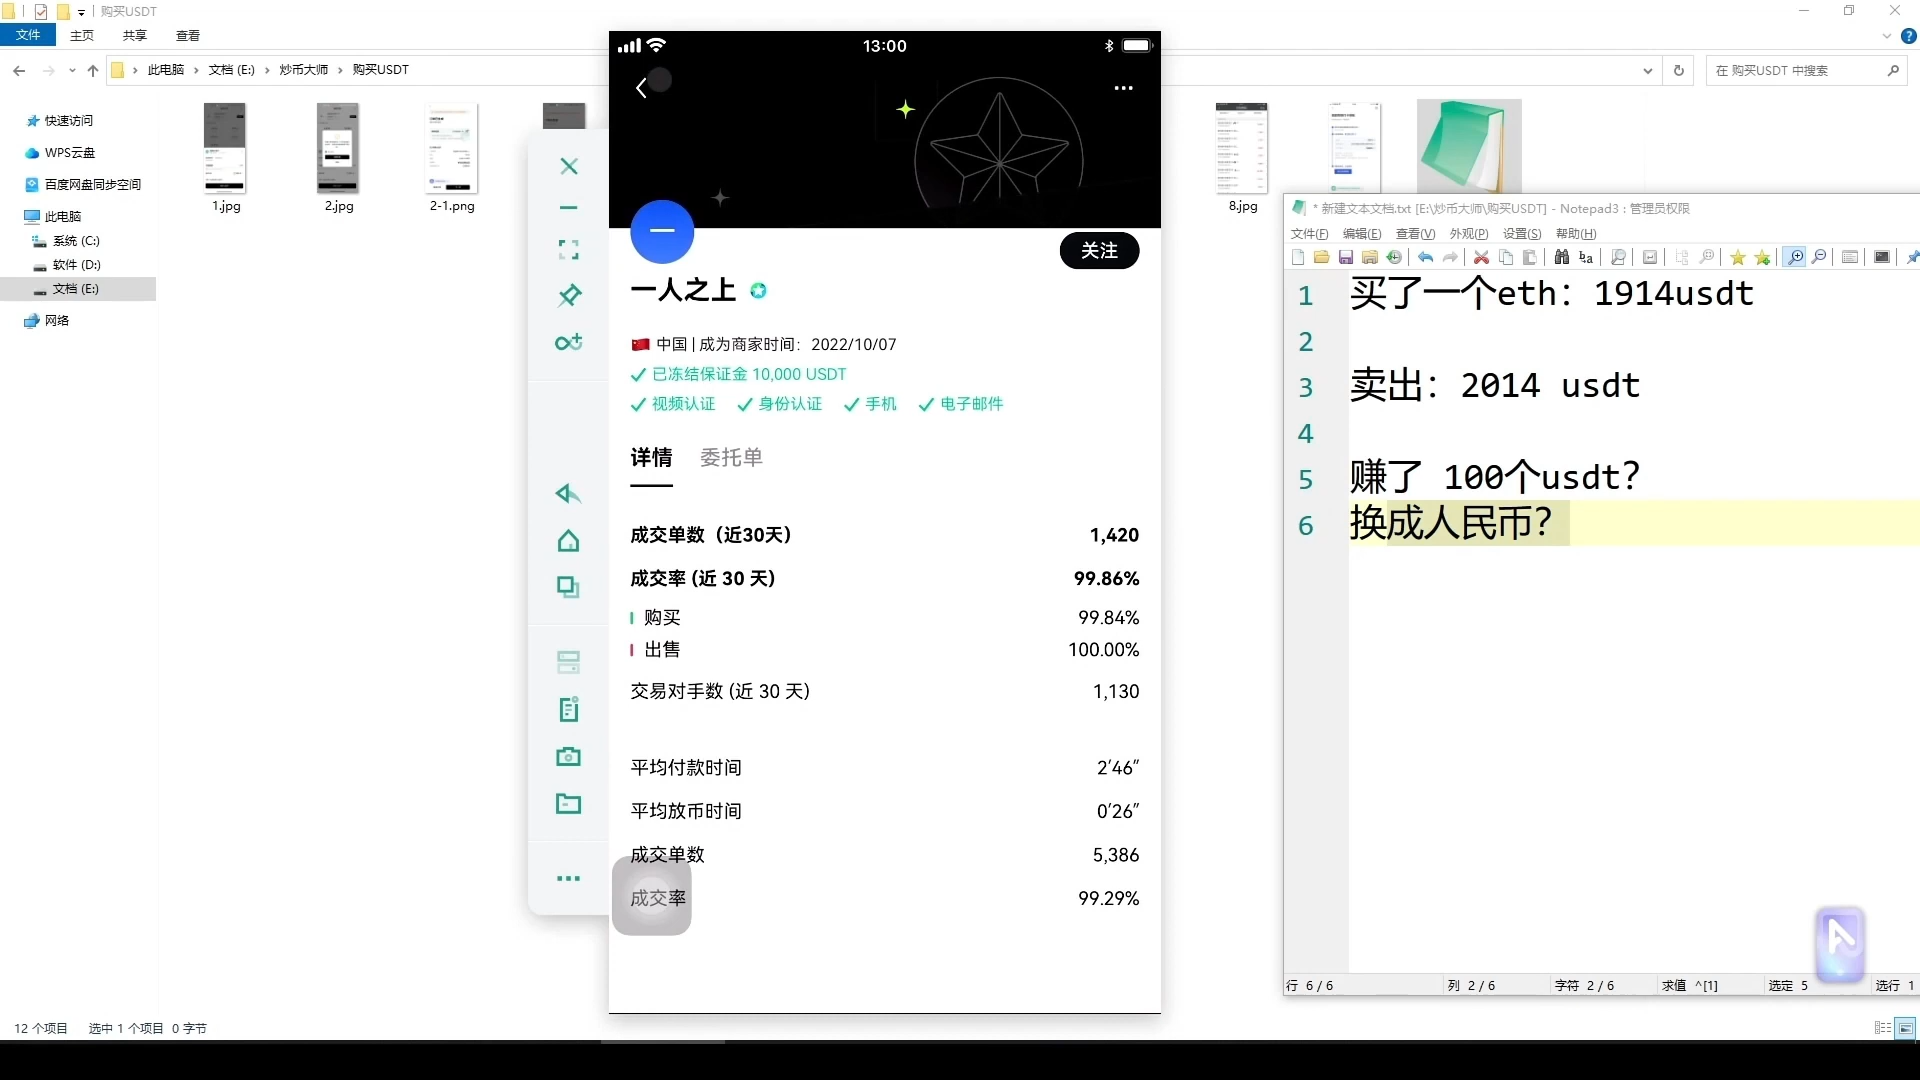 购买USDT
文件 主页 共享 查看
此电脑 › 文档 (E:) › 炒币大师 › 购买USDT
在 购买USDT 中搜索
快速访问
WPS云盘
百度网盘同步空间
此电脑
系统 (C:)
软件 (D:)
文档 (E:)
网络
1.jpg 2.jpg 2-1.png 8.jpg
12 个项目 选中 1 个项目 0 字节
13:00
关注
一人之上
中国 | 成为商家时间：2022/10/07
已冻结保证金 10,000 USDT
视频认证 身份认证 手机 电子邮件
详情 委托单
成交单数（近30天） 1,420
成交率 (近 30 天) 99.86%
购买 99.84%
出售 100.00%
交易对手数 (近 30 天) 1,130
平均付款时间 2′46″
平均放币时间 0′26″
成交单数 5,386
成交率 99.29%
* 新建文本文档.txt [E:\炒币大师\购买USDT] - Notepad3 : 管理员权限
文件(F) 编辑(E) 查看(V) 外观(P) 设置(S) 帮助(H)
1 买了一个eth：1914usdt
2
3 卖出：2014 usdt
4
5 赚了 100个usdt？
6 换成人民币？
行 6 / 6 列 2 / 6 字符 2 / 6 求值 ^[1] 选定 5 选行 1